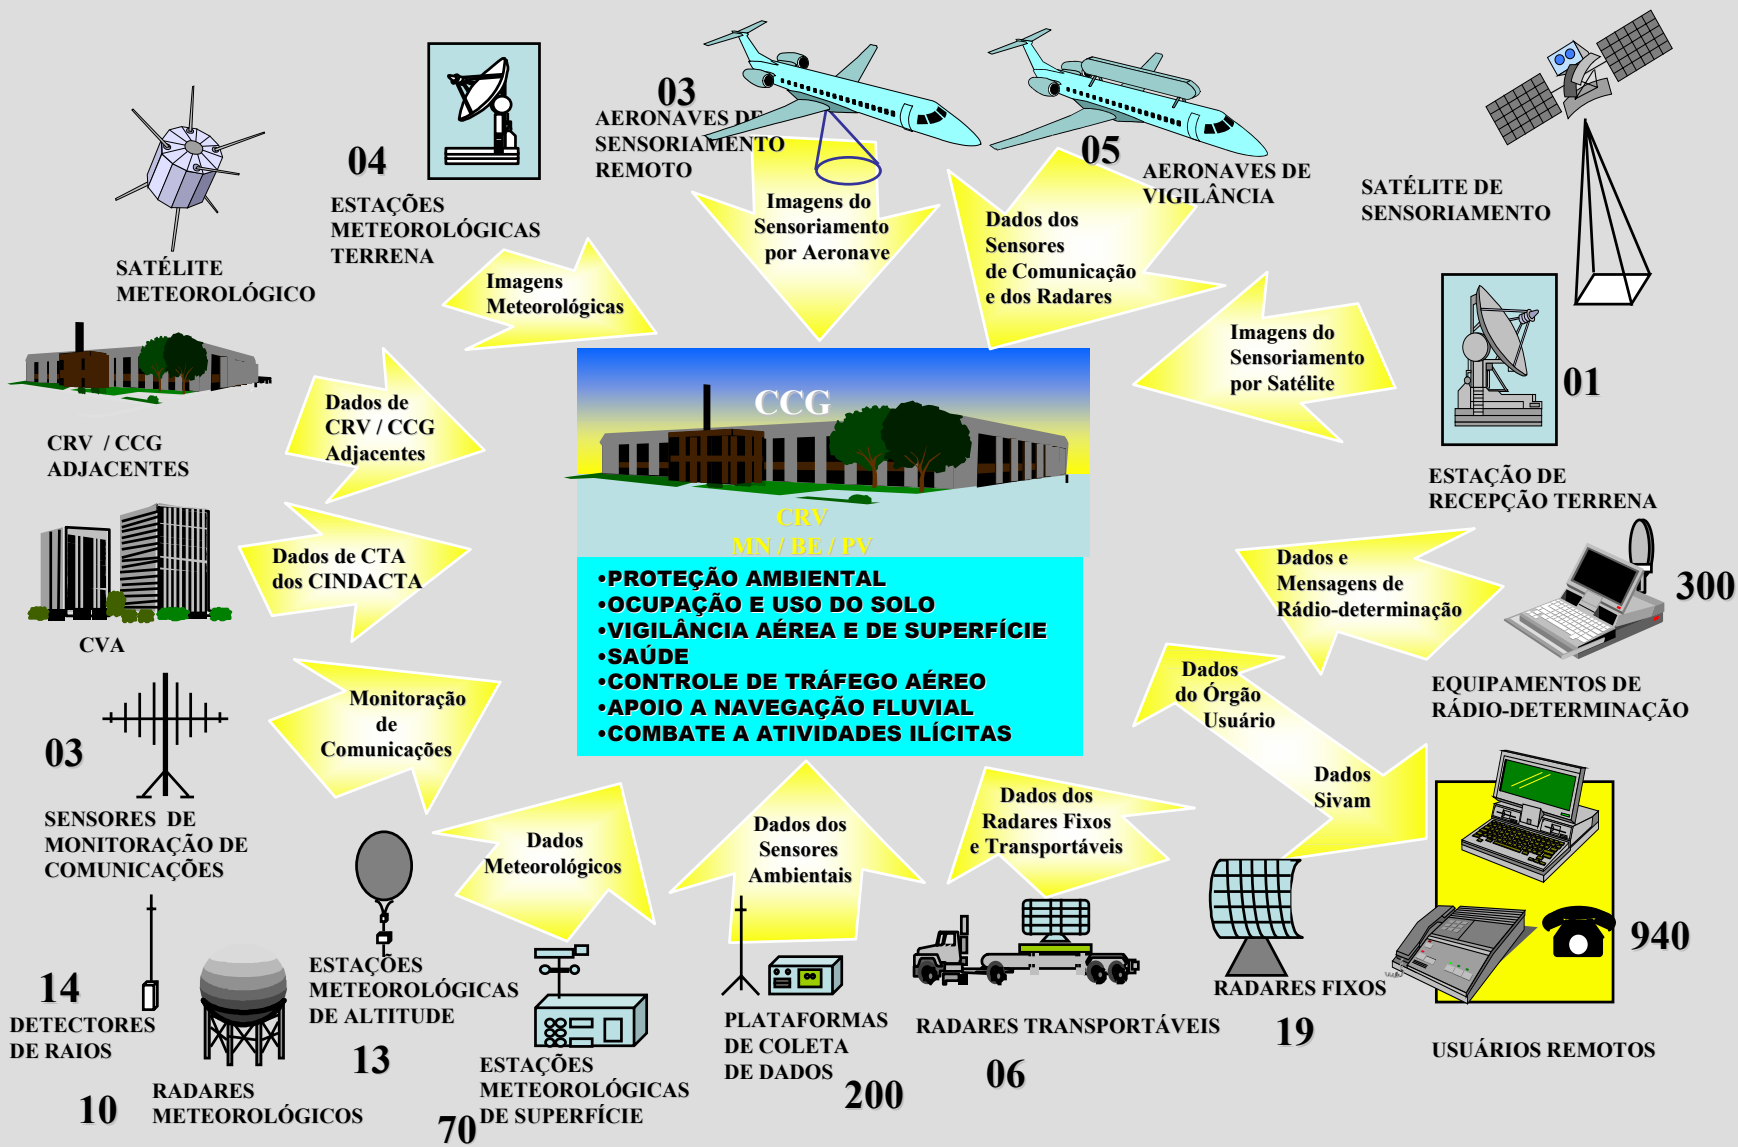 04
ESTAÇÕES
METEOROLÓGICAS
TERRENA
03
AERONAVES DE
SENSORIAMENTO
REMOTO
05
AERONAVES DE
VIGILÂNCIA
SATÉLITE DE
SENSORIAMENTO
SATÉLITE
METEOROLÓGICO
Imagens
Meteorológicas
Imagens do
Sensoriamento
por Aeronave
Dados dos
Sensores
de Comunicação
e dos Radares
Imagens do
Sensoriamento
por Satélite
01
ESTAÇÃO DE
RECEPÇÃO TERRENA
CRV / CCG
ADJACENTES
Dados de
CRV / CCG
Adjacentes
CCG
CRV
MN / BE / PV
•PROTEÇÃO AMBIENTAL
•OCUPAÇÃO E USO DO SOLO
•VIGILÂNCIA AÉREA E DE SUPERFÍCIE
•SAÚDE
•CONTROLE DE TRÁFEGO AÉREO
•APOIO A NAVEGAÇÃO FLUVIAL
•COMBATE A ATIVIDADES ILÍCITAS
Dados de CTA
dos CINDACTA
CVA
Dados e
Mensagens de
Rádio-determinação
300
EQUIPAMENTOS DE
RÁDIO-DETERMINAÇÃO
Monitoração
de
Comunicações
03
SENSORES DE
MONITORAÇÃO DE
COMUNICAÇÕES
Dados
do Órgão
Usuário
Dados
Sivam
Dados
Meteorológicos
Dados dos
Sensores
Ambientais
Dados dos
Radares Fixos
e Transportáveis
940
USUÁRIOS REMOTOS
14
DETECTORES
DE RAIOS
10
RADARES
METEOROLÓGICOS
ESTAÇÕES
METEOROLÓGICAS
DE ALTITUDE
13
ESTAÇÕES
METEOROLÓGICAS
DE SUPERFÍCIE
70
PLATAFORMAS
DE COLETA
DE DADOS
200
RADARES TRANSPORTÁVEIS
06
RADARES FIXOS
19